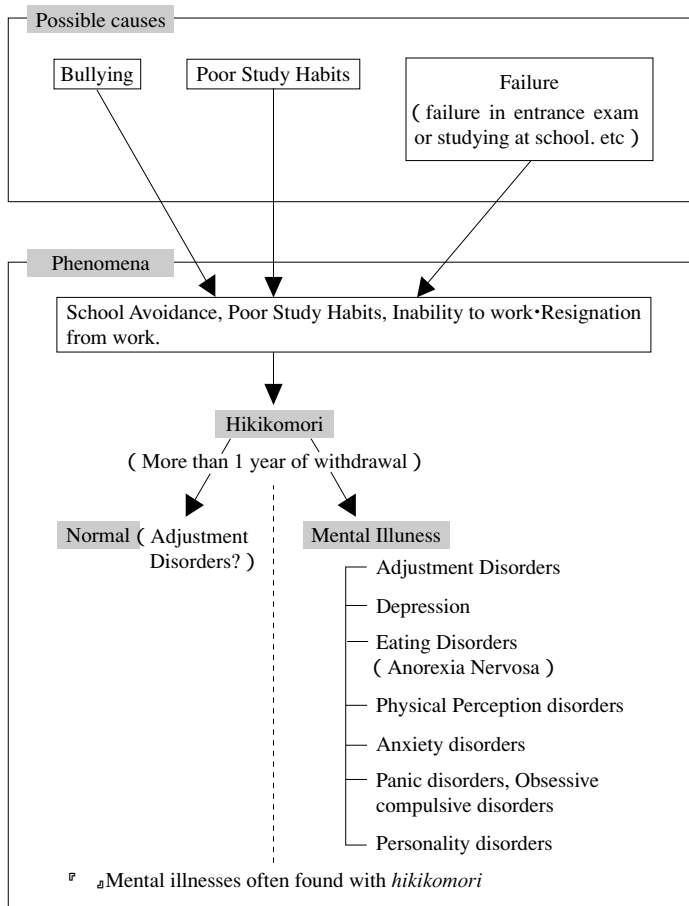 Possible causes
Bullying
Poor Study Habits
Failure
( failure in entrance exam
or studying at school. etc )
Phenomena
School Avoidance, Poor Study Habits, Inability to work･Resignation
from work.
Hikikomori
( More than 1 year of withdrawal )
Normal ( Adjustment
Disorders? )
Mental Illuness
Adjustment Disorders
Depression
Eating Disorders
( Anorexia Nervosa )
Physical Perception disorders
Anxiety disorders
Panic disorders, Obsessive
compulsive disorders
Personality disorders
『 』Mental illnesses often found with hikikomori